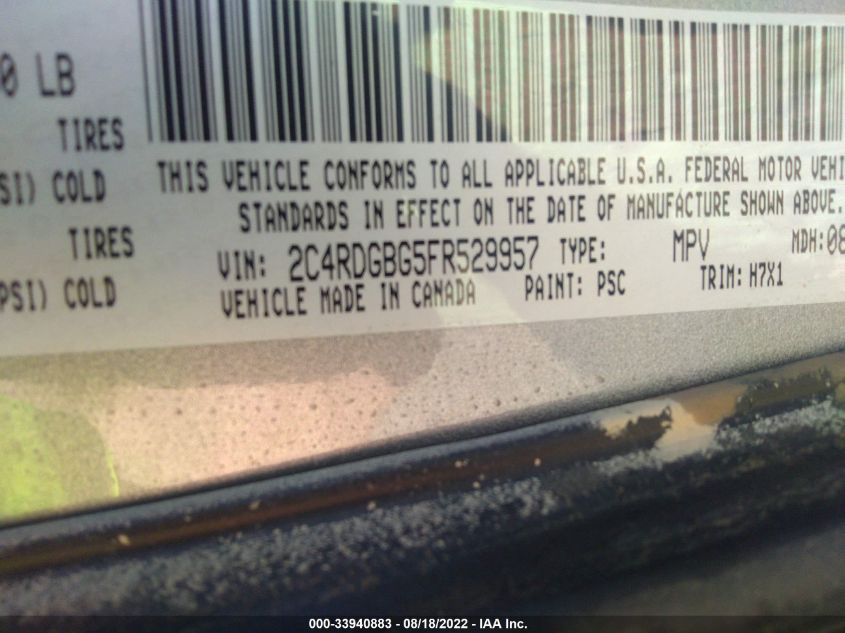 0 LB
TIRES
SI) COLD
TIRES
PSI) COLD
THIS VEHICLE CONFORMS TO ALL APPLICABLE U.S.A. FEDERAL MOTOR VEHI
STANDARDS IN EFFECT ON THE DATE OF MANUFACTURE SHOWN ABOVE.
VIN: 2C4RDGBG5FR529957 TYPE: MPV MDH:08
VEHICLE MADE IN CANADA PAINT: PSC TRIM: H7X1
000-33940883 - 08/18/2022 - IAA Inc.